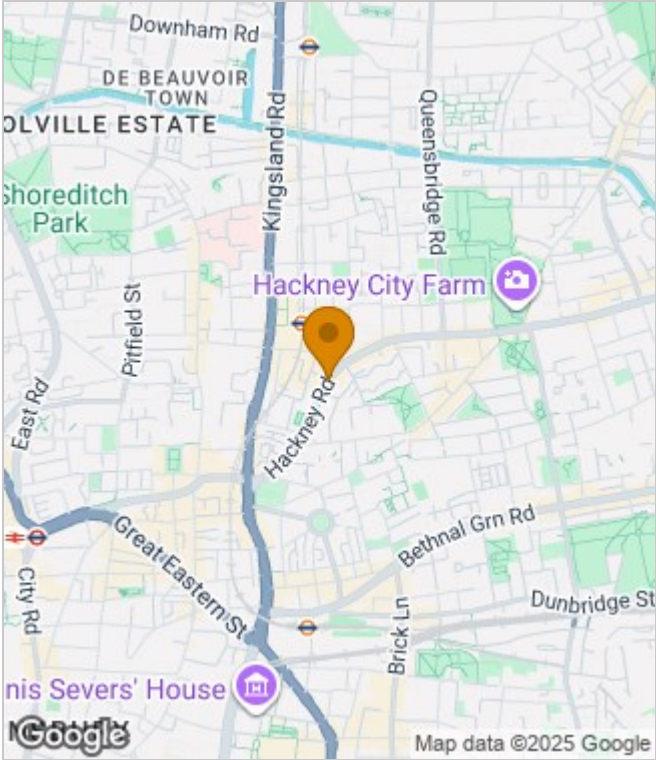 Downham Rd
DE BEAUVOIR
TOWN
OLVILLE ESTATE
Kingsland Rd
Queensbridge Rd
Shoreditch
Park
Hackney City Farm
Pitfield St
East Rd
Hackney Rd
Bethnal Grn Rd
Great Eastern St
City Rd
Brick Ln
Dunbridge St
nis Severs' House
Google
Map data ©2025 Google